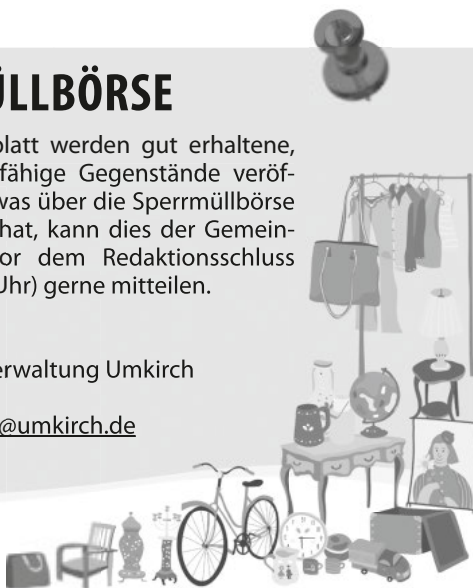 ÜLLBÖRSE
platt werden gut erhaltene,
fähige Gegenstände veröf-
was über die Sperrmüllbörse
hat, kann dies der Gemein-
or dem Redaktionsschluss
Uhr) gerne mitteilen.
erwaltung Umkirch
@umkirch.de